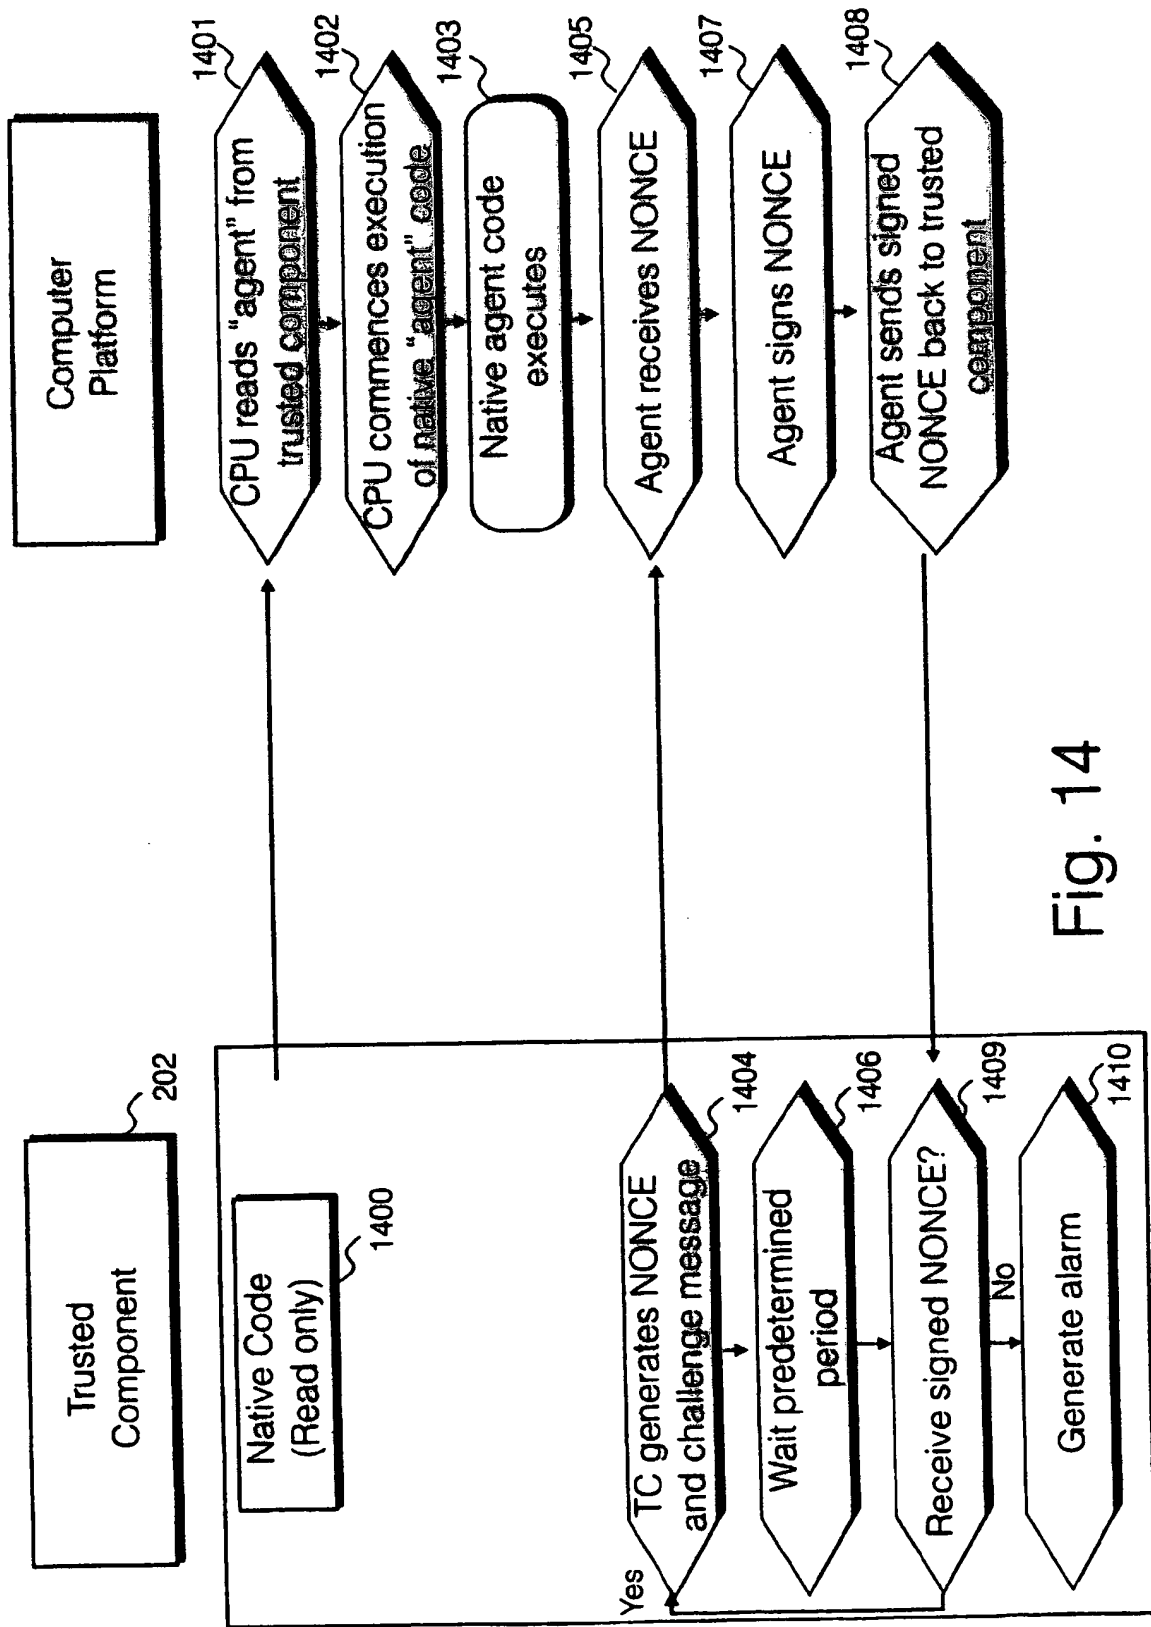 Trusted
Component
202
Native Code
(Read only)
1400
TC generates NONCE
and challenge message
1404
Wait predetermined
period
1406
Receive signed NONCE?
1409
Yes
No
Generate alarm
1410
Computer
Platform
CPU reads "agent" from
trusted component
1401
CPU commences execution
of native "agent" code
1402
Native agent code
executes
1403
Agent receives NONCE
1405
Agent signs NONCE
1407
Agent sends signed
NONCE back to trusted
component
1408
Fig. 14